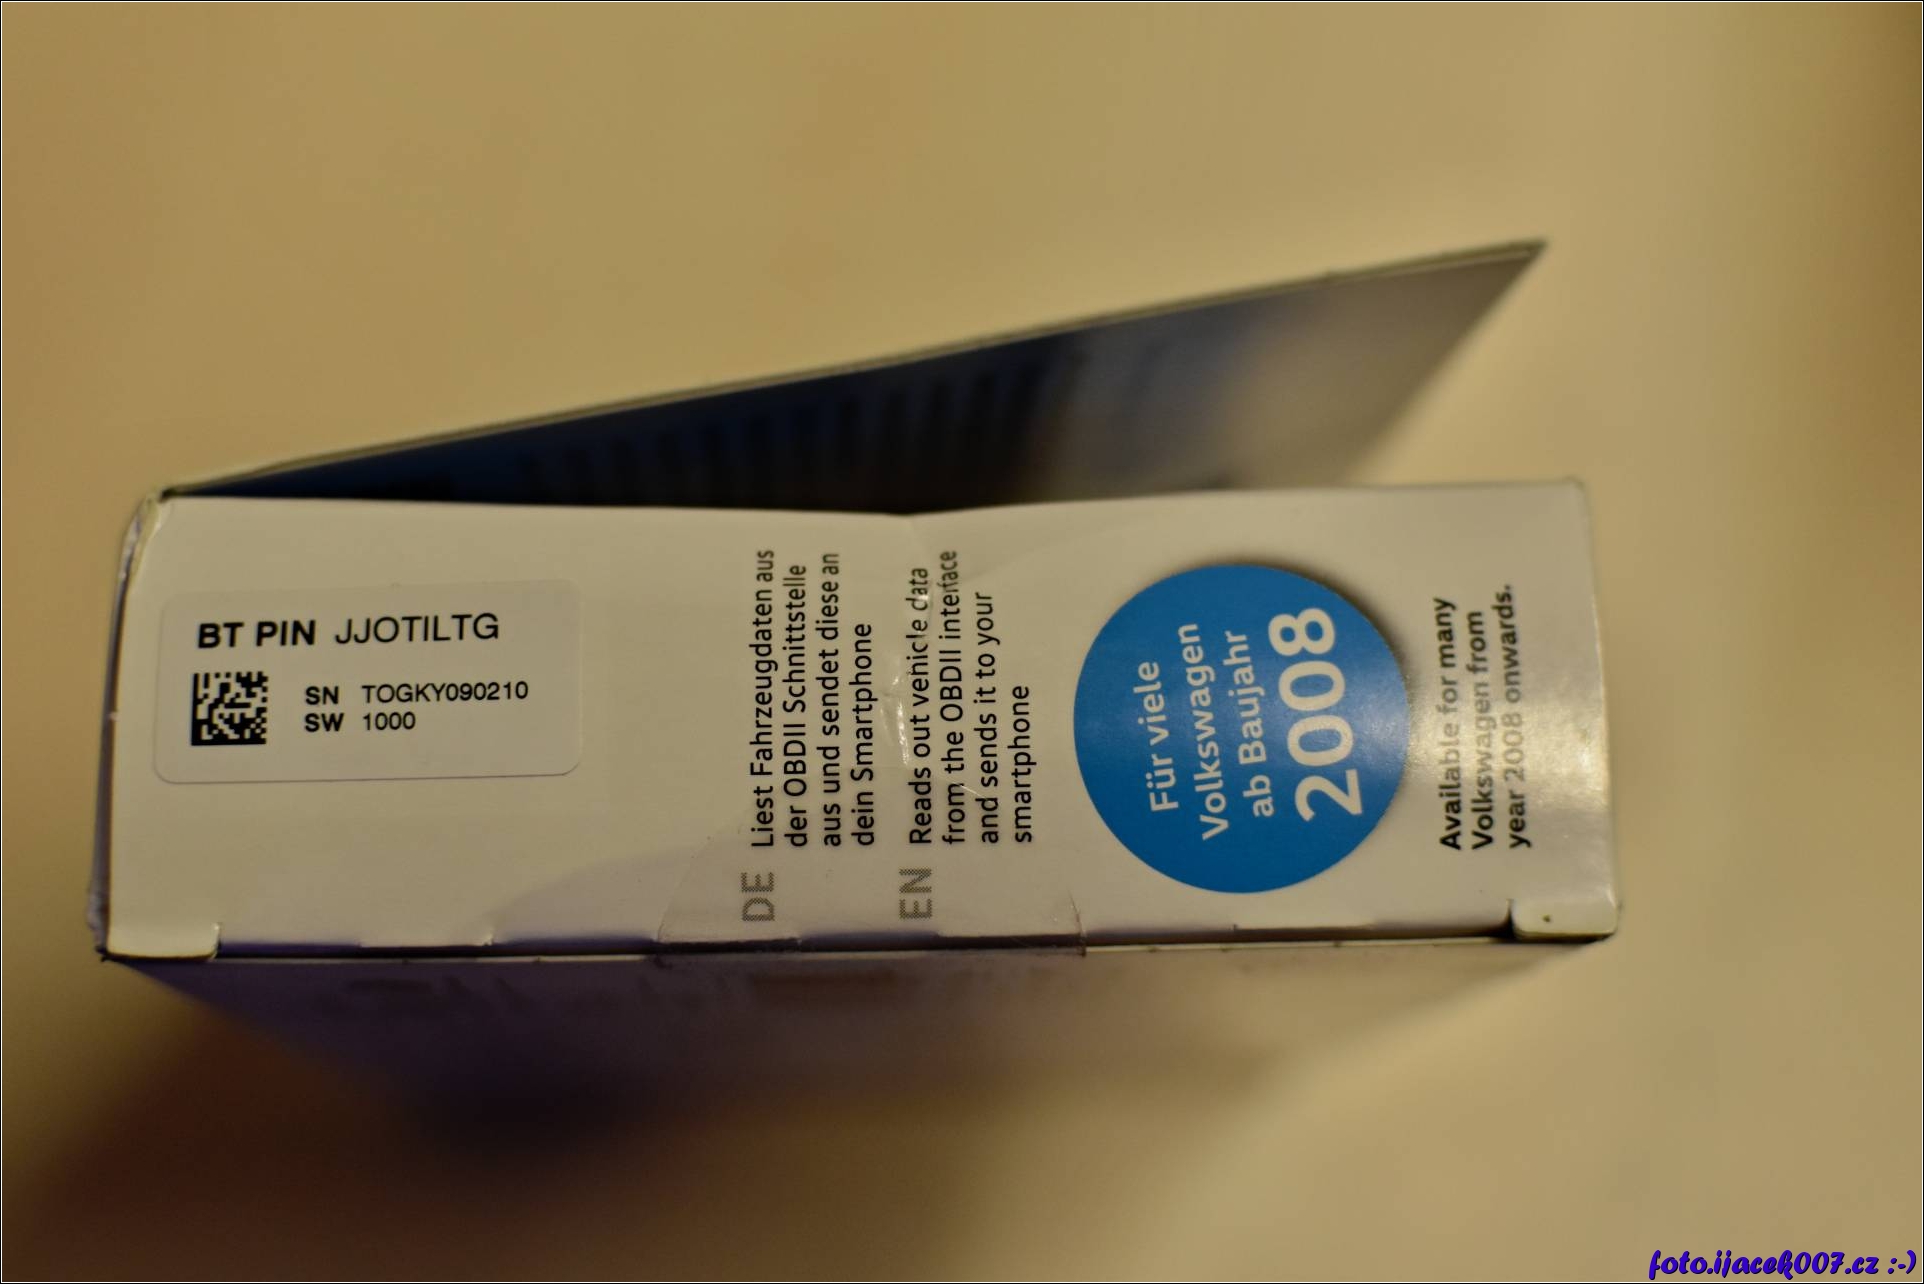 BT PIN JJOTILTG
SN TOGKY090210
SW 1000
DE Liest Fahrzeugdaten aus
der OBDII Schnittstelle
aus und sendet diese an
dein Smartphone
EN Reads out vehicle data
from the OBDII interface
and sends it to your
smartphone
Für viele
Volkswagen
ab Baujahr
2008
Available for many
Volkswagen from
year 2008 onwards.
foto.ijacek007.cz :-)